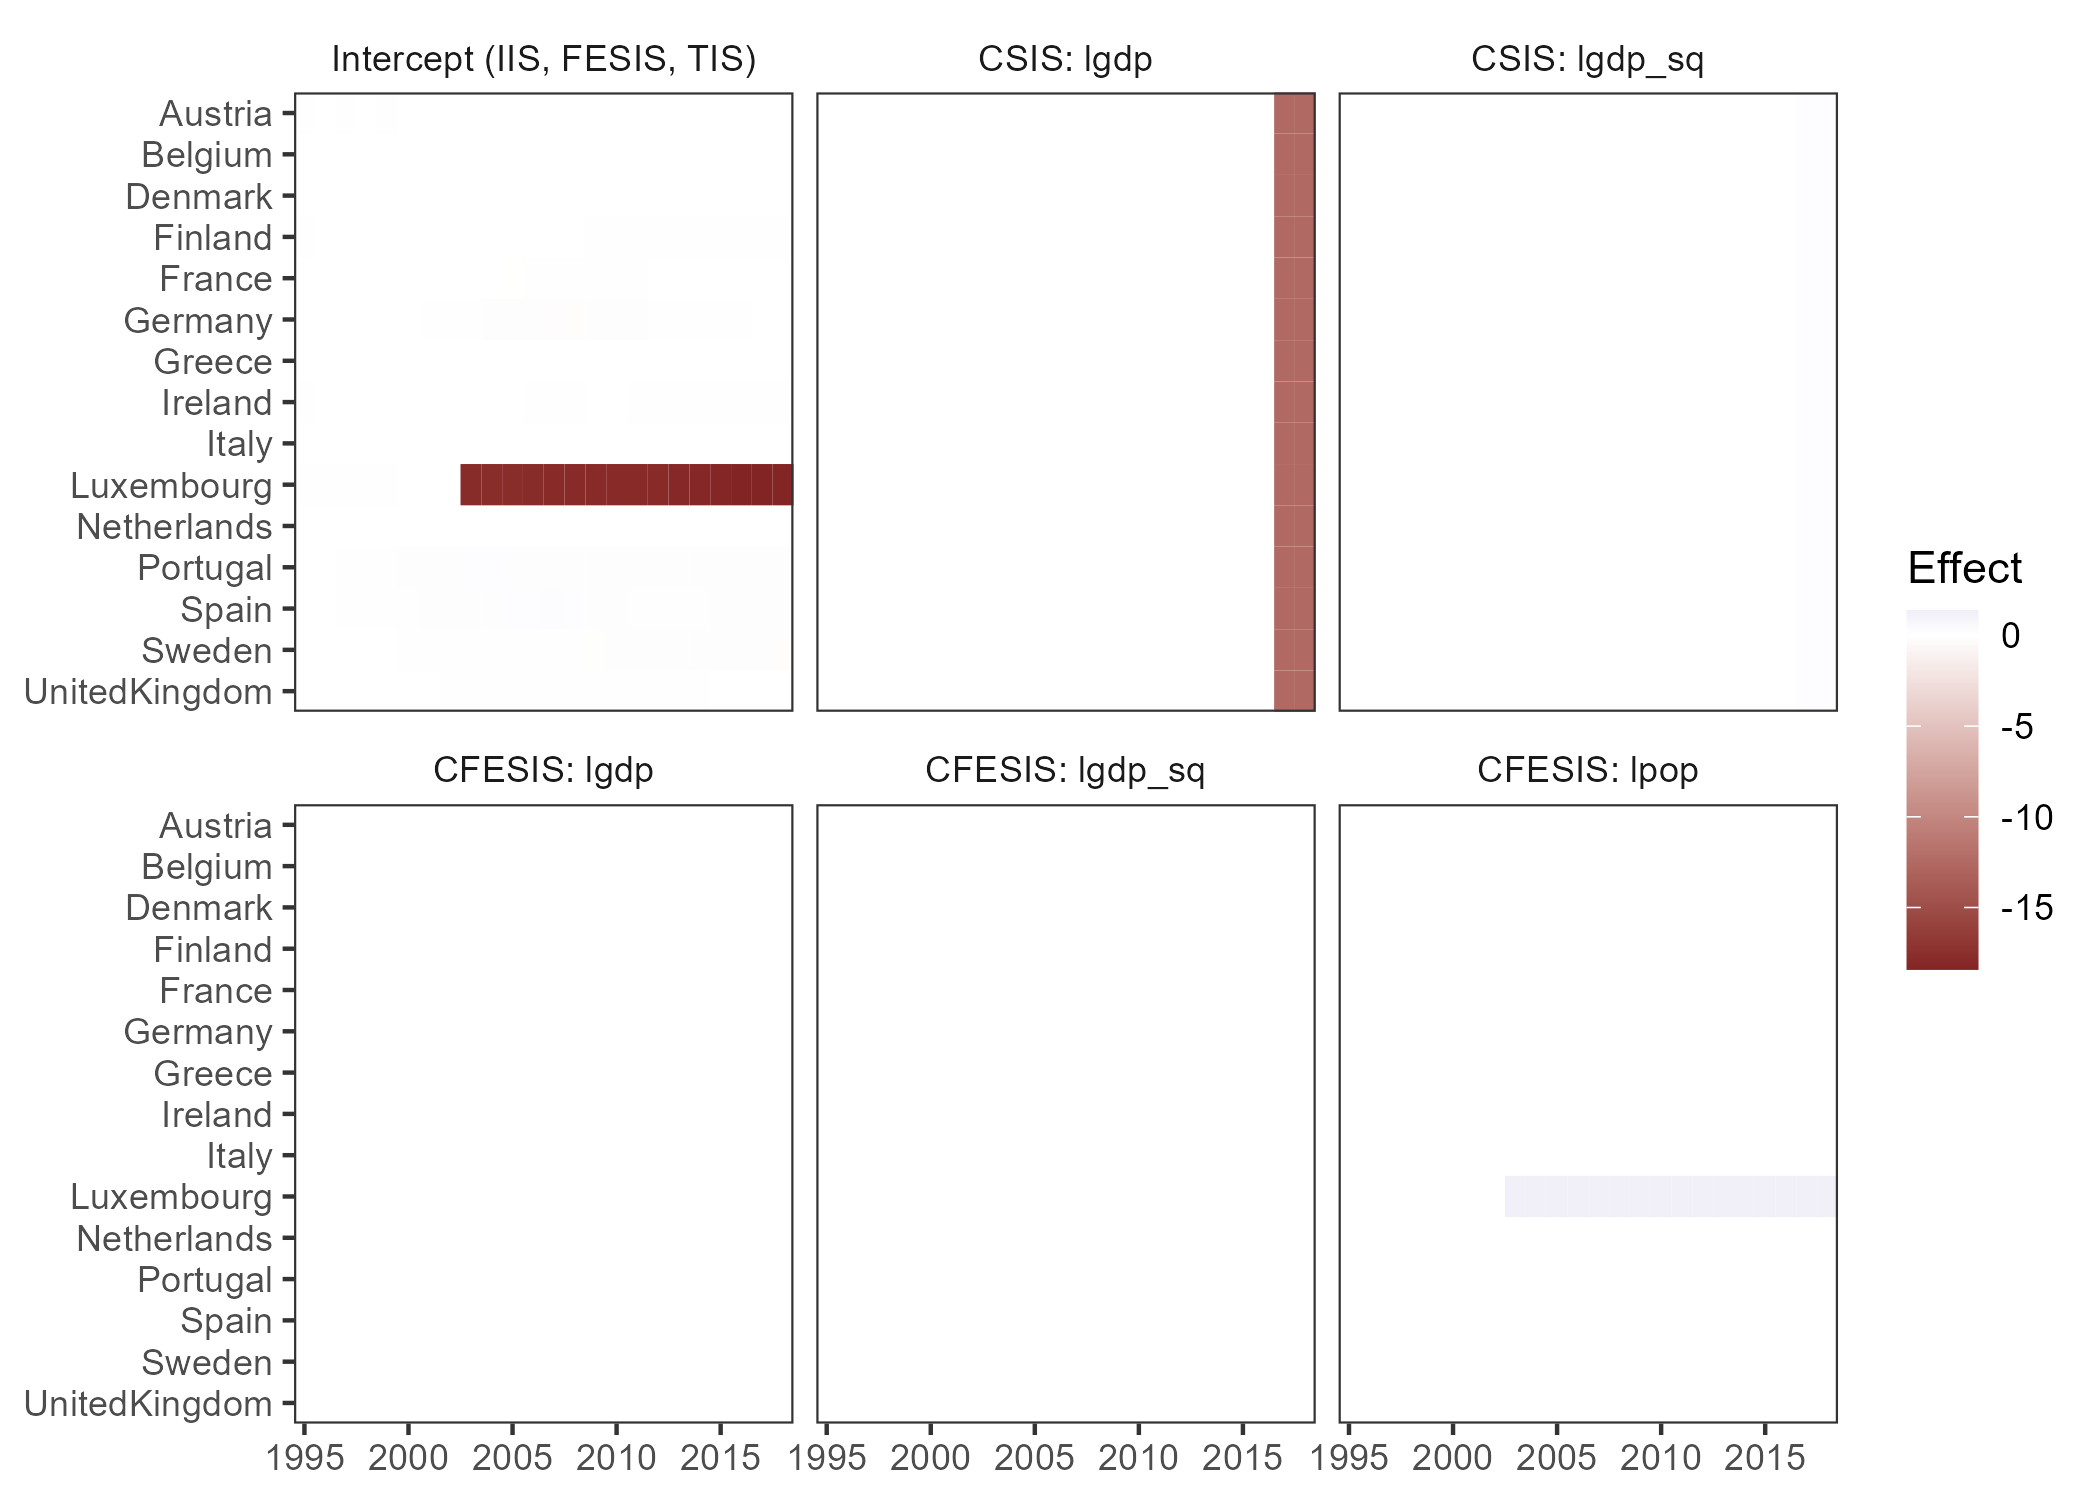 Intercept (IIS, FESIS, TIS)
CSIS: lgdp
CSIS: lgdp_sq
Austria
Belgium
Denmark
Finland
France
Germany
Greece
Ireland
Italy
Luxembourg
Netherlands
Portugal
Spain
Sweden
UnitedKingdom
CFESIS: lgdp
CFESIS: lgdp_sq
CFESIS: lpop
Austria
Belgium
Denmark
Finland
France
Germany
Greece
Ireland
Italy
Luxembourg
Netherlands
Portugal
Spain
Sweden
UnitedKingdom
1995 2000 2005 2010 2015
1995 2000 2005 2010 2015
1995 2000 2005 2010 2015
Effect
0
-5
-10
-15